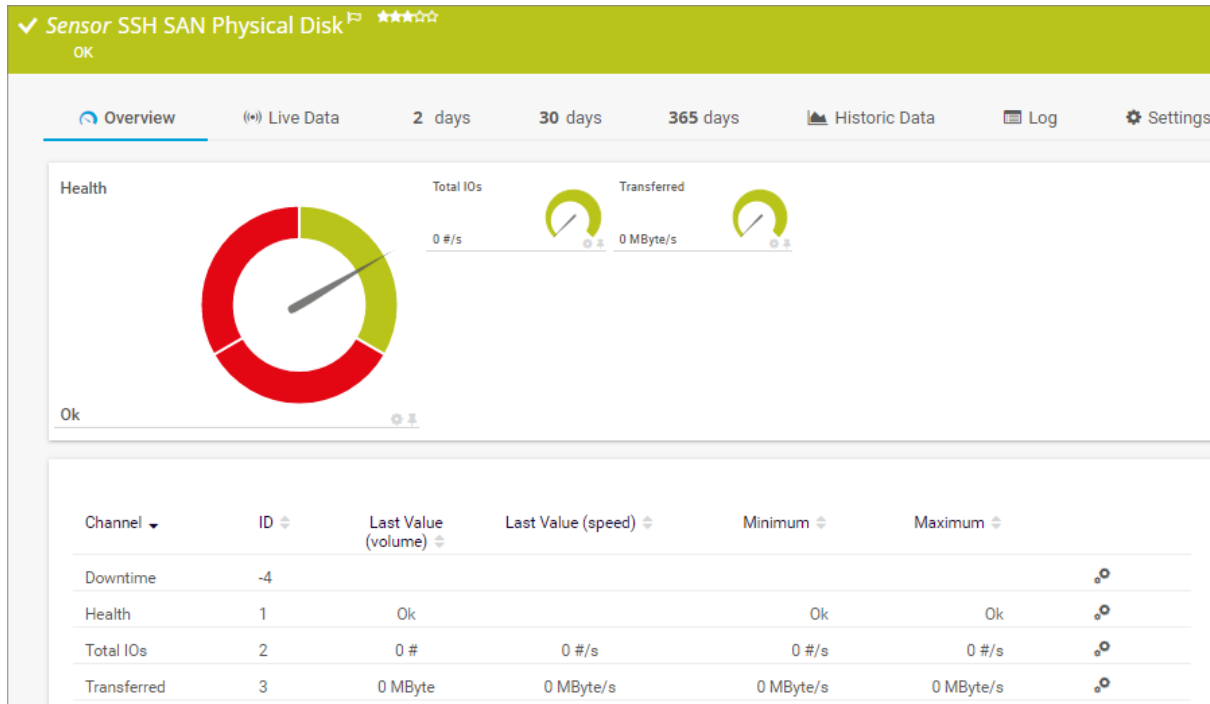 Sensor SSH SAN Physical Disk
OK
Overview Live Data 2 days 30 days 365 days Historic Data Log Settings
Health
Total IOs
0 #/s
Transferred
0 MByte/s
Ok
Channel ID Last Value (volume) Last Value (speed) Minimum Maximum
Downtime -4
Health 1 Ok Ok Ok
Total IOs 2 0 # 0 #/s 0 #/s 0 #/s
Transferred 3 0 MByte 0 MByte/s 0 MByte/s 0 MByte/s